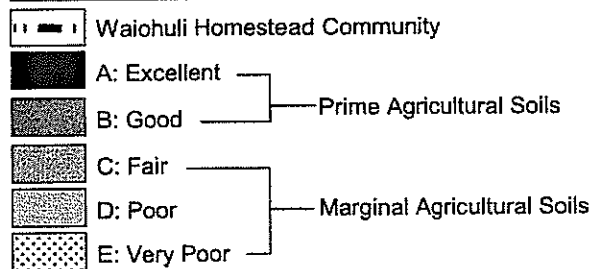 Waiohuli Homestead Community
A: Excellent
Prime Agricultural Soils
B: Good
C: Fair
D: Poor
Marginal Agricultural Soils
E: Very Poor